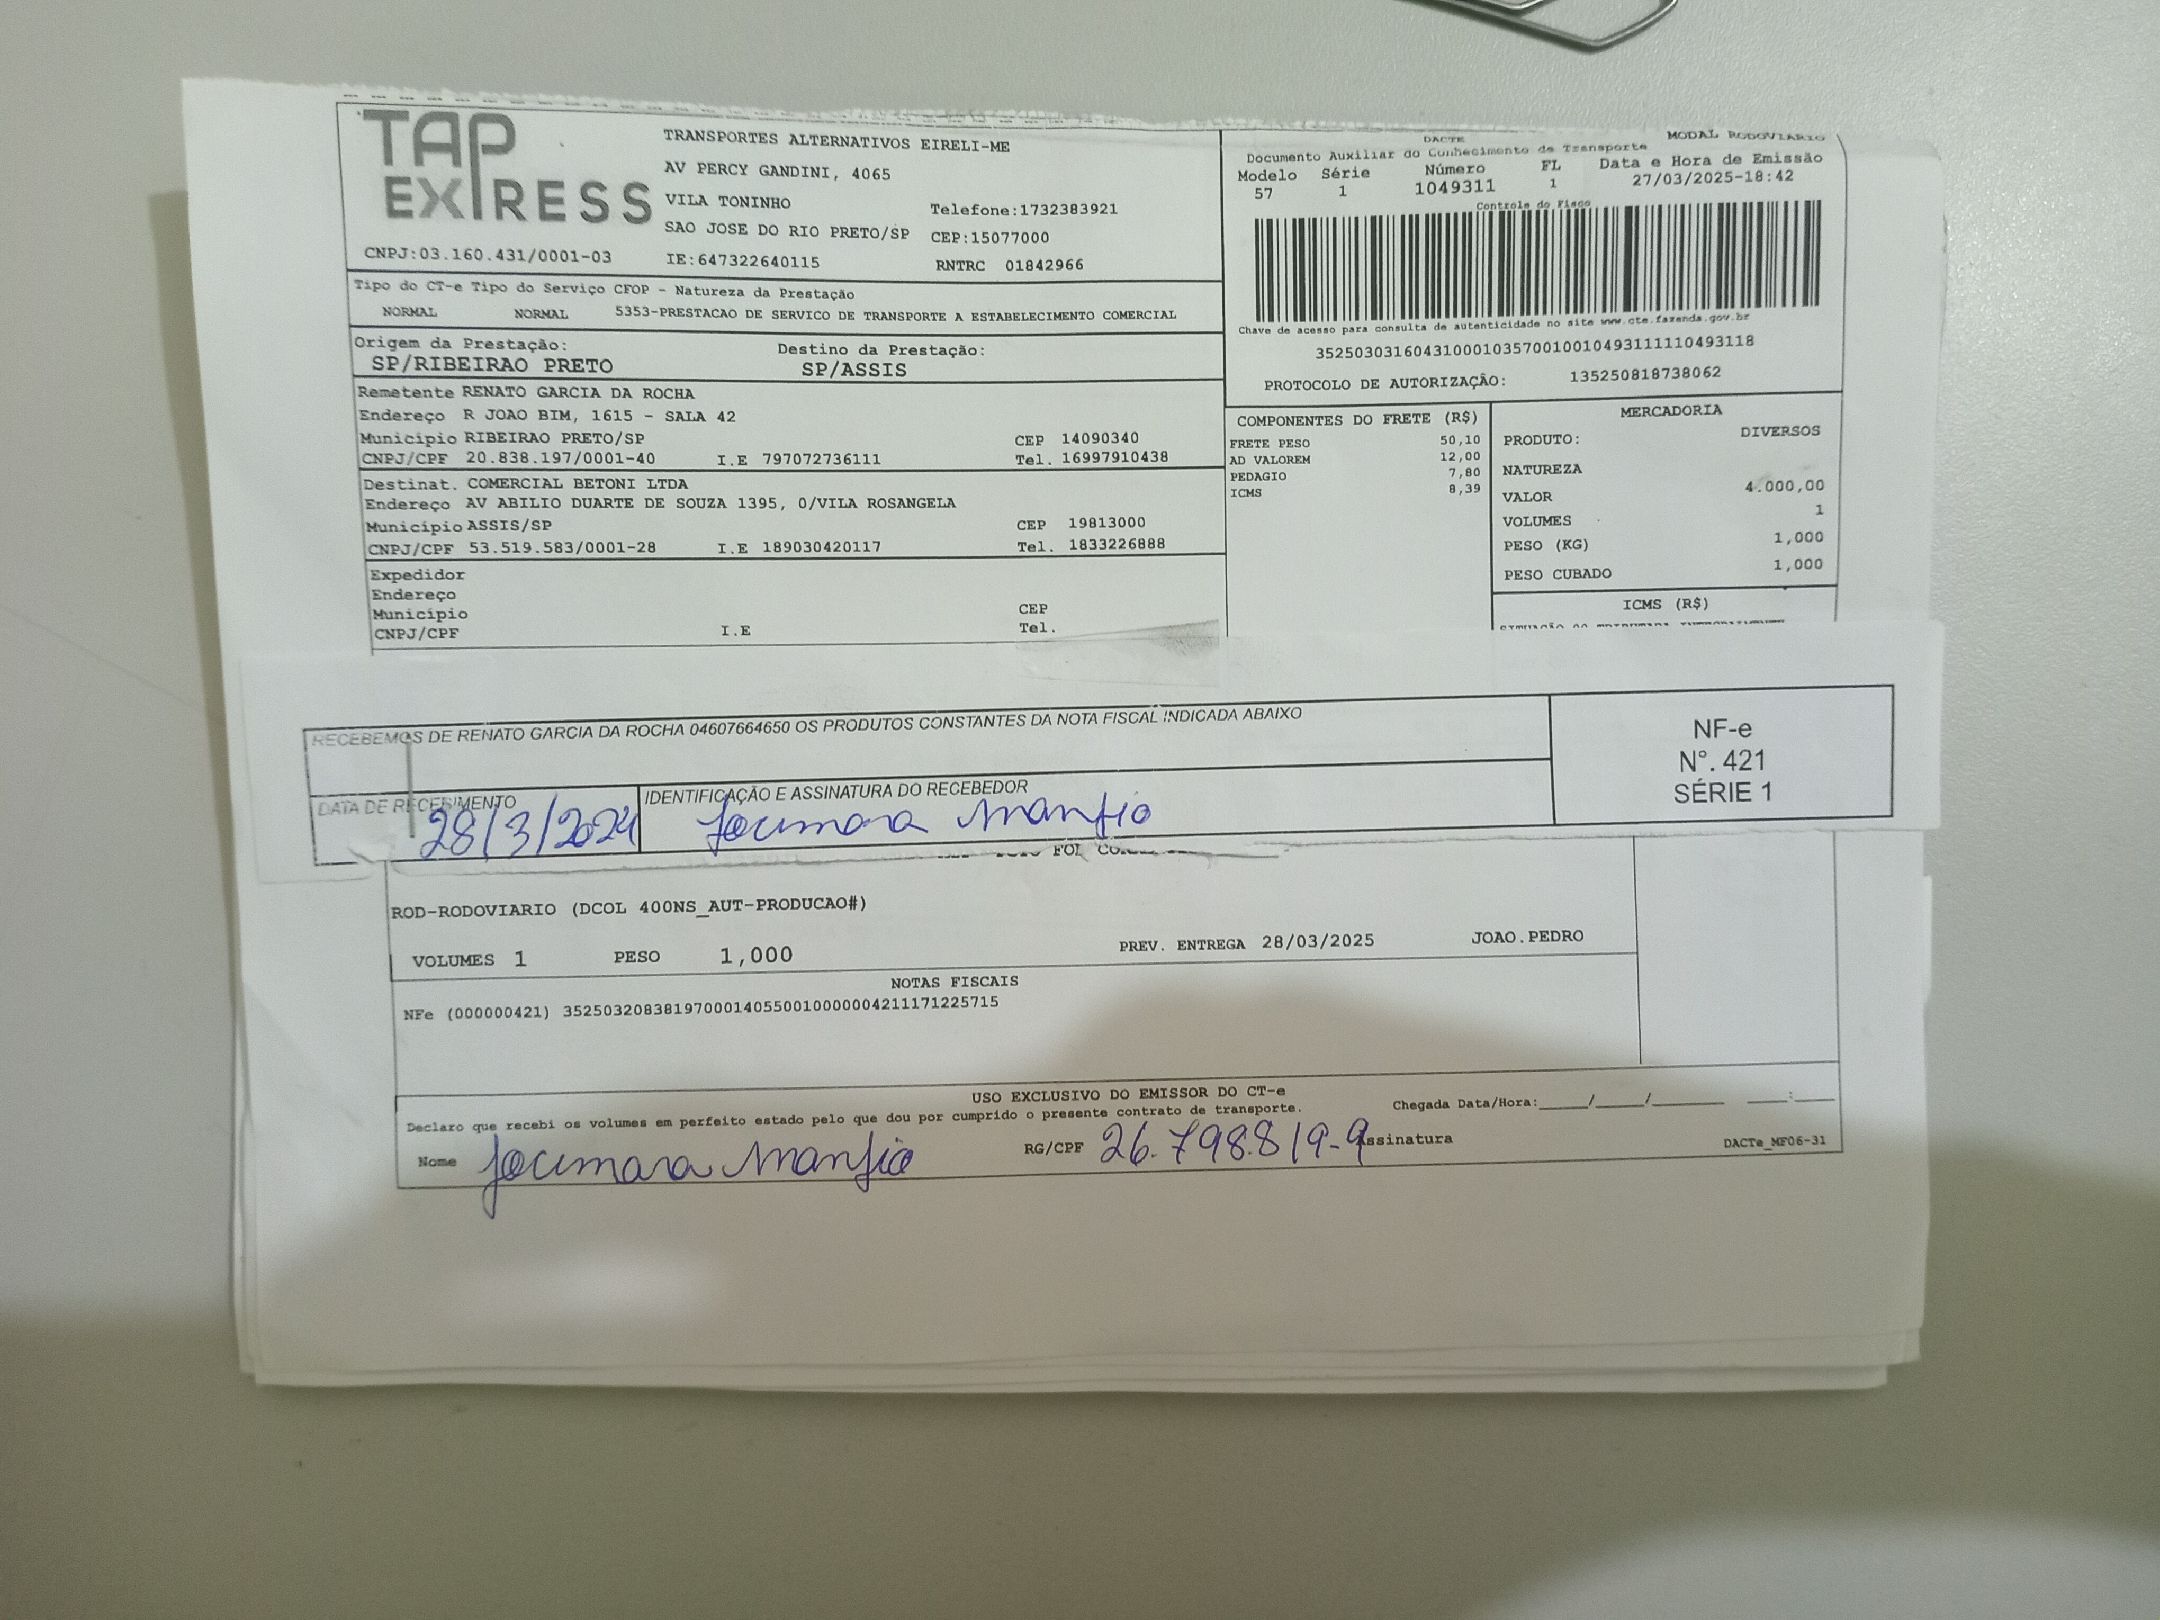 TAP EXPRESS
TRANSPORTES ALTERNATIVOS EIRELI-ME
AV PERCY GANDINI, 4065
VILA TONINHO Telefone:1732383921
SAO JOSE DO RIO PRETO/SP CEP:15077000
CNPJ:03.160.431/0001-03 IE:647322640115 RNTRC 01842966
DACTE MODAL RODOVIARIO
Documento Auxiliar do Conhecimento de Transporte
Modelo Série Número FL Data e Hora de Emissão
57 1 1049311 1 27/03/2025-18:42
Controle do Fisco
Chave de acesso para consulta de autenticidade no site www.cte.fazenda.gov.br
35250303160431000103570010010493111110493118
PROTOCOLO DE AUTORIZAÇÃO: 135250818738062
Tipo do CT-e Tipo do Serviço CFOP - Natureza da Prestação
NORMAL NORMAL 5353-PRESTACAO DE SERVICO DE TRANSPORTE A ESTABELECIMENTO COMERCIAL
Origem da Prestação: Destino da Prestação:
SP/RIBEIRAO PRETO SP/ASSIS
Remetente RENATO GARCIA DA ROCHA
Endereço R JOAO BIM, 1615 - SALA 42
Município RIBEIRAO PRETO/SP CEP 14090340
CNPJ/CPF 20.838.197/0001-40 I.E 797072736111 Tel. 16997910438
Destinat. COMERCIAL BETONI LTDA
Endereço AV ABILIO DUARTE DE SOUZA 1395, 0/VILA ROSANGELA
Município ASSIS/SP CEP 19813000
CNPJ/CPF 53.519.583/0001-28 I.E 189030420117 Tel. 1833226888
Expedidor
Endereço
Município CEP
CNPJ/CPF I.E Tel.
COMPONENTES DO FRETE (R$)
FRETE PESO 50,10
AD VALOREM 12,00
PEDAGIO 7,80
ICMS 8,39
MERCADORIA
PRODUTO: DIVERSOS
NATUREZA
VALOR 4.000,00
VOLUMES 1
PESO (KG) 1,000
PESO CUBADO 1,000
ICMS (R$)
RECEBEMOS DE RENATO GARCIA DA ROCHA 04607664650 OS PRODUTOS CONSTANTES DA NOTA FISCAL INDICADA ABAIXO
DATA DE RECEBIMENTO IDENTIFICAÇÃO E ASSINATURA DO RECEBEDOR
28/3/2024 Jocimara Manfio
NF-e
N°. 421
SÉRIE 1
ROD-RODOVIARIO (DCOL 400NS_AUT-PRODUCAO#)
VOLUMES 1 PESO 1,000 PREV. ENTREGA 28/03/2025 JOAO.PEDRO
NOTAS FISCAIS
NFe (000000421) 35250320838197000140550010000004211171225715
USO EXCLUSIVO DO EMISSOR DO CT-e
Declaro que recebi os volumes em perfeito estado pelo que dou por cumprido o presente contrato de transporte. Chegada Data/Hora:_____/_____/_______ ____:____
Nome Jocimara Manfio RG/CPF 26.798.819-9 Assinatura DACTe_MF06-31